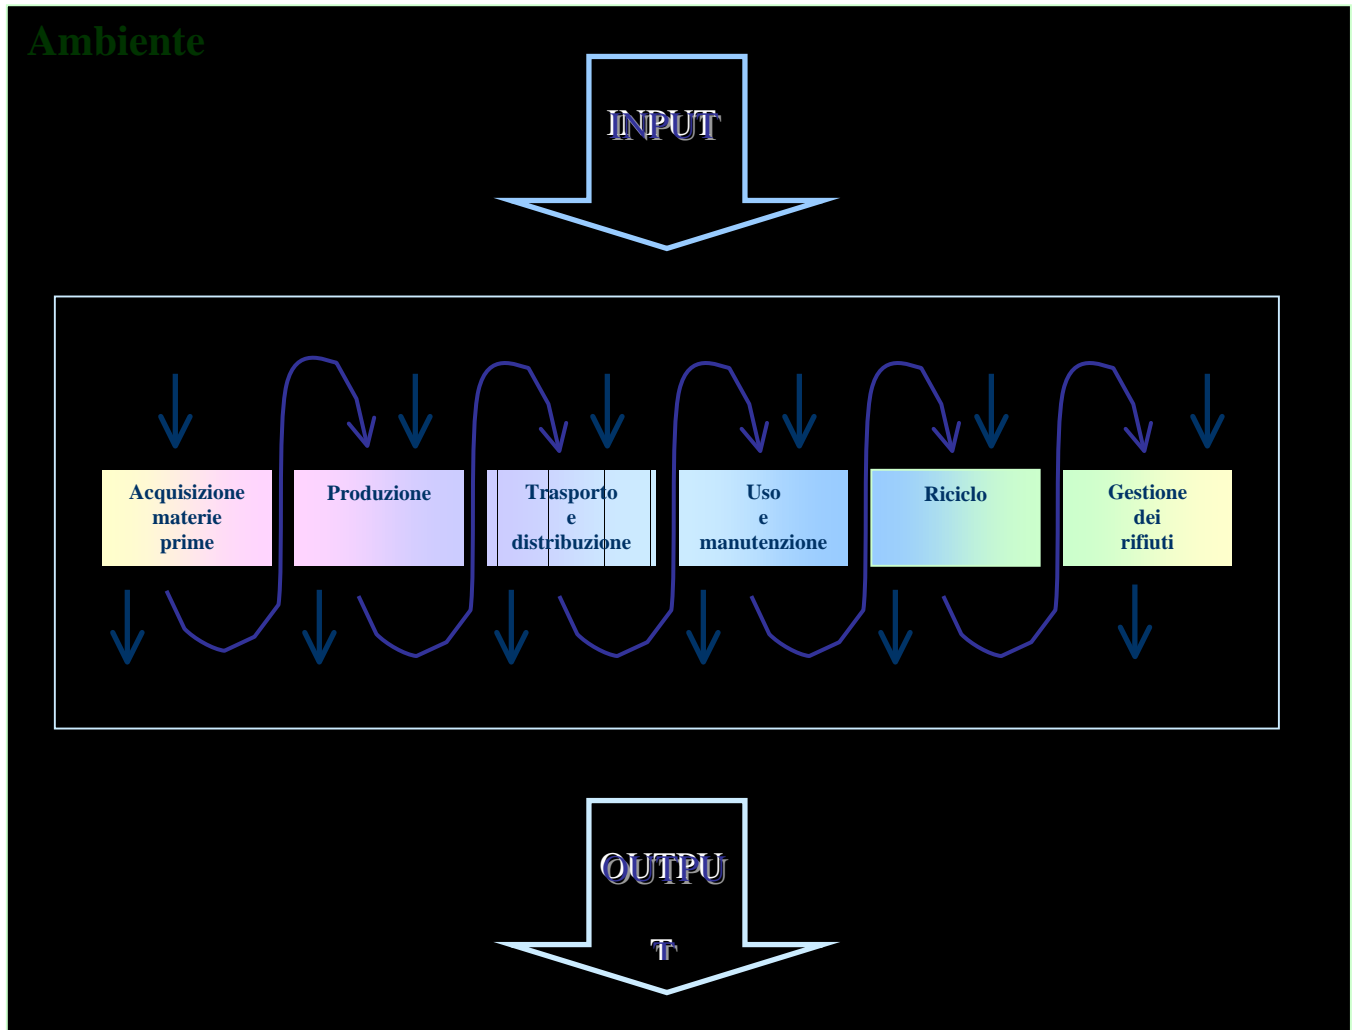 Ambiente
INPUT
Acquisizione
materie
prime
Produzione
Trasporto
e
distribuzione
Uso
e
manutenzione
Riciclo
Gestione
dei
rifiuti
OUTPU
T